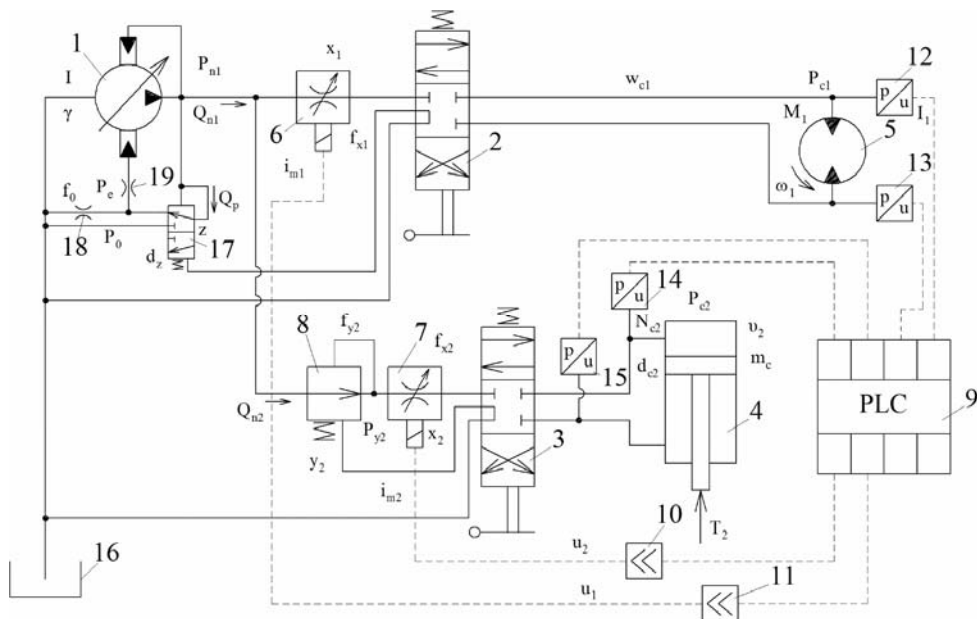 1
I
γ
P_n1
Q_n1
x_1
6
f_x1
i_m1
2
w_c1
P_c1
12
p
u
I_1
M_1
5
ω_1
13
p
u
f_0
P_e
19
Q_p
18
P_0
z
17
d_z
14
p
u
P_c2
N_c2
υ_2
8
f_y2
7
f_x2
p
u
15
d_c2
m_c
PLC
9
Q_n2
P_y2
x_2
3
4
y_2
i_m2
T_2
10
u_2
16
11
u_1